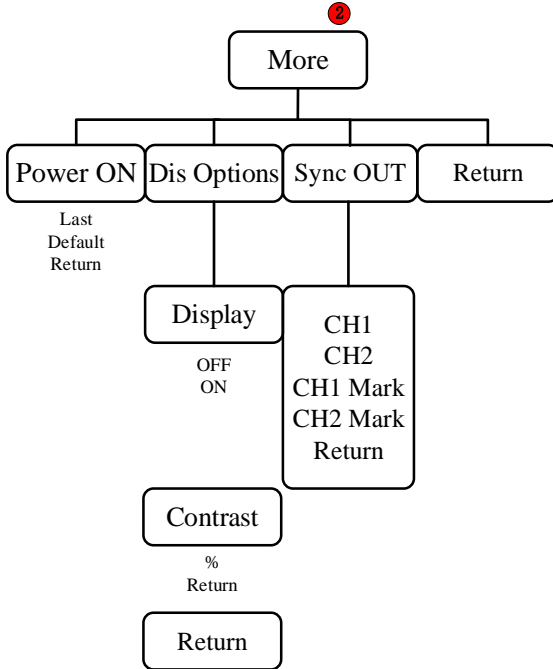 2
More
Power ON
Dis Options
Sync OUT
Return
Last
Default
Return
Display
OFF
ON
CH1
CH2
CH1 Mark
CH2 Mark
Return
Contrast
%
Return
Return